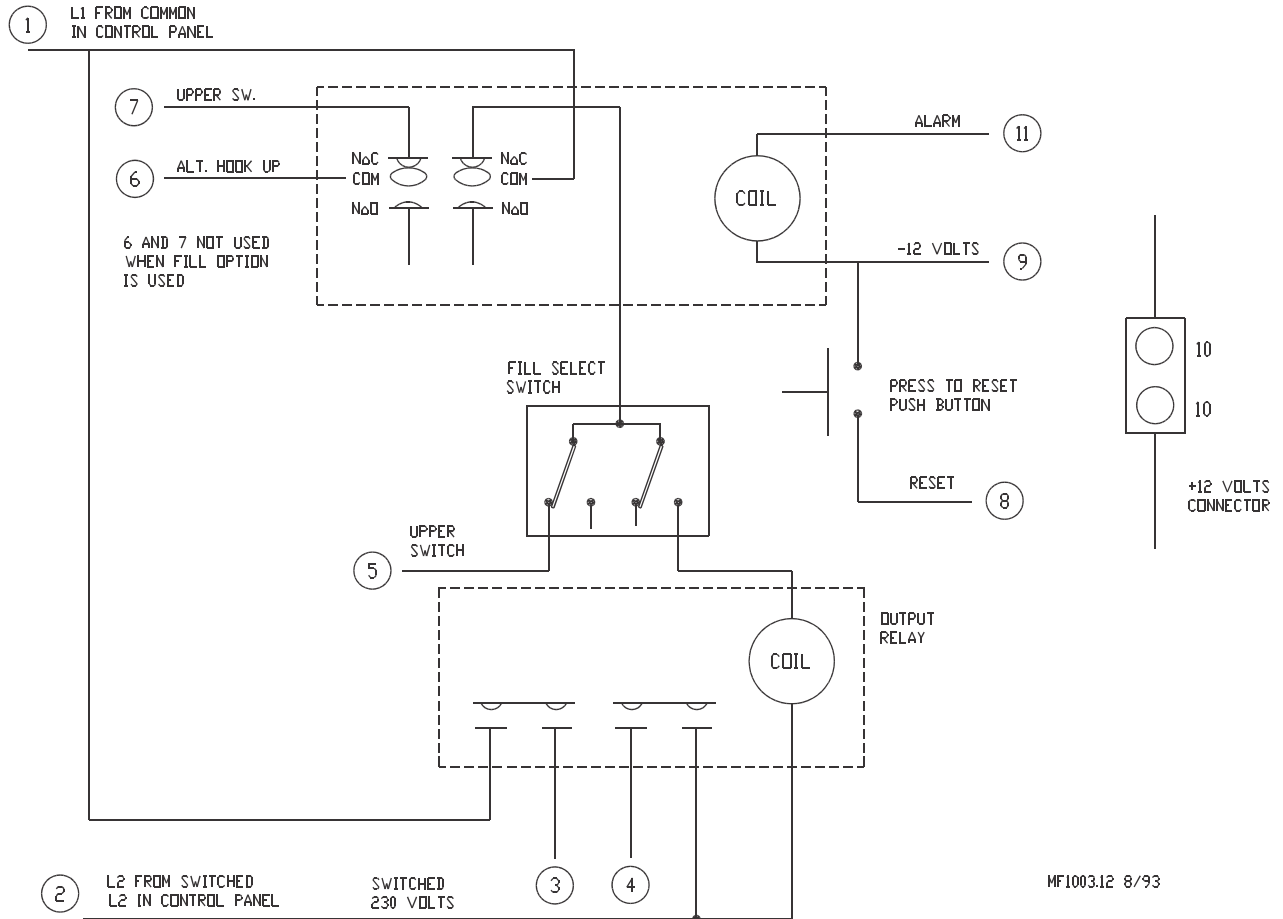 1
L1 FROM COMMON
IN CONTROL PANEL
7
UPPER SW.
ALARM
11
6
ALT. HOOK UP
N.C
COM
N.O
N.C
COM
N.O
COIL
6 AND 7 NOT USED
WHEN FILL OPTION
IS USED
-12 VOLTS
9
FILL SELECT
SWITCH
PRESS TO RESET
PUSH BUTTON
10
10
RESET
8
+12 VOLTS
CONNECTOR
UPPER
SWITCH
5
OUTPUT
RELAY
COIL
2
L2 FROM SWITCHED
L2 IN CONTROL PANEL
SWITCHED
230 VOLTS
3
4
MF1003.12 8/93